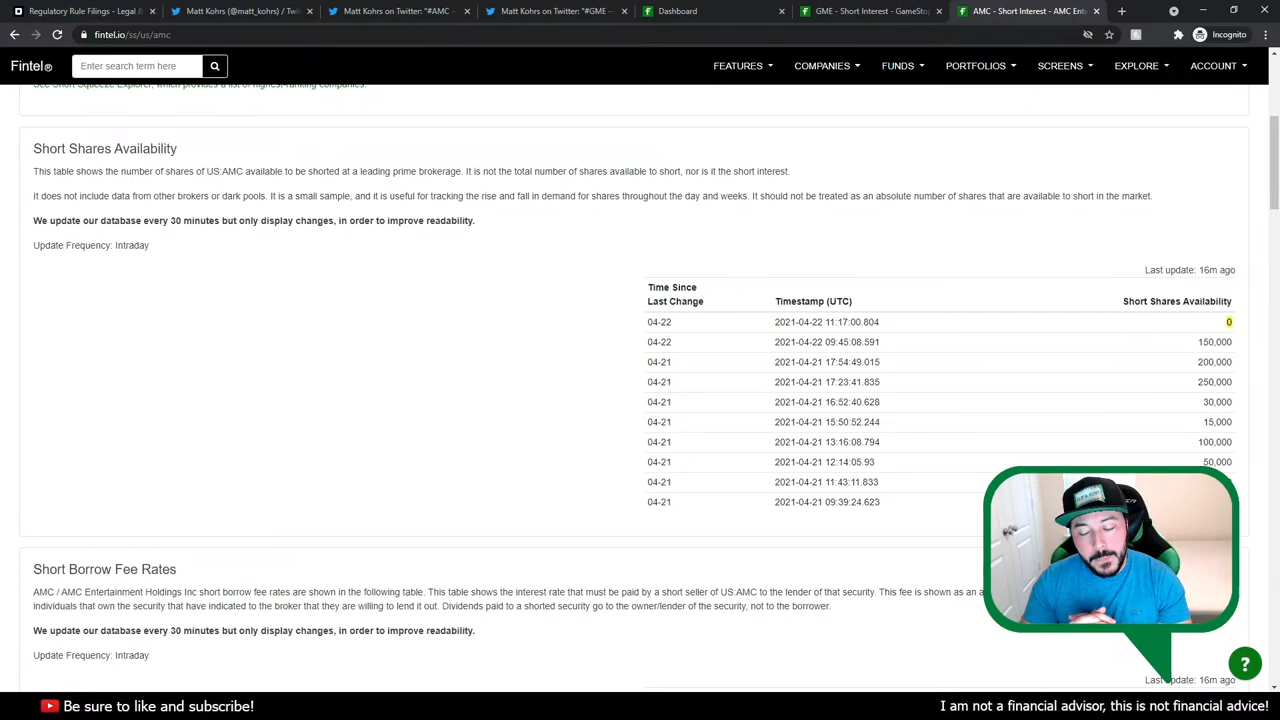 Regulatory Rule Filings - Legal &
Matt Kohrs (@matt_kohrs) / Twi
Matt Kohrs on Twitter: "#AMC
Matt Kohrs on Twitter: "#GME
Dashboard
GME - Short Interest - GameStop
AMC - Short Interest - AMC Ente
fintel.io/ss/us/amc
Incognito
Fintel®
Enter search term here
FEATURES
COMPANIES
FUNDS
PORTFOLIOS
SCREENS
EXPLORE
ACCOUNT
See Short Squeeze Explorer, which provides a list of highest-ranking companies.
Short Shares Availability
This table shows the number of shares of US:AMC available to be shorted at a leading prime brokerage. It is not the total number of shares available to short, nor is it the short interest.
It does not include data from other brokers or dark pools. It is a small sample, and it is useful for tracking the rise and fall in demand for shares throughout the day and weeks. It should not be treated as an absolute number of shares that are available to short in the market.
We update our database every 30 minutes but only display changes, in order to improve readability.
Update Frequency: Intraday
Last update: 16m ago
Time Since
Last Change Timestamp (UTC) Short Shares Availability
04-22 2021-04-22 11:17:00.804 0
04-22 2021-04-22 09:45:08.591 150,000
04-21 2021-04-21 17:54:49.015 200,000
04-21 2021-04-21 17:23:41.835 250,000
04-21 2021-04-21 16:52:40.628 30,000
04-21 2021-04-21 15:50:52.244 15,000
04-21 2021-04-21 13:16:08.794 100,000
04-21 2021-04-21 12:14:05.93 50,000
04-21 2021-04-21 11:43:11.833
04-21 2021-04-21 09:39:24.623
Short Borrow Fee Rates
AMC / AMC Entertainment Holdings Inc short borrow fee rates are shown in the following table. This table shows the interest rate that must be paid by a short seller of US:AMC to the lender of that security. This fee is shown as an
individuals that own the security that have indicated to the broker that they are willing to lend it out. Dividends paid to a shorted security go to the owner/lender of the security, not to the borrower.
We update our database every 30 minutes but only display changes, in order to improve readability.
Update Frequency: Intraday
Last update: 16m ago
?
Be sure to like and subscribe!
I am not a financial advisor, this is not financial advice!